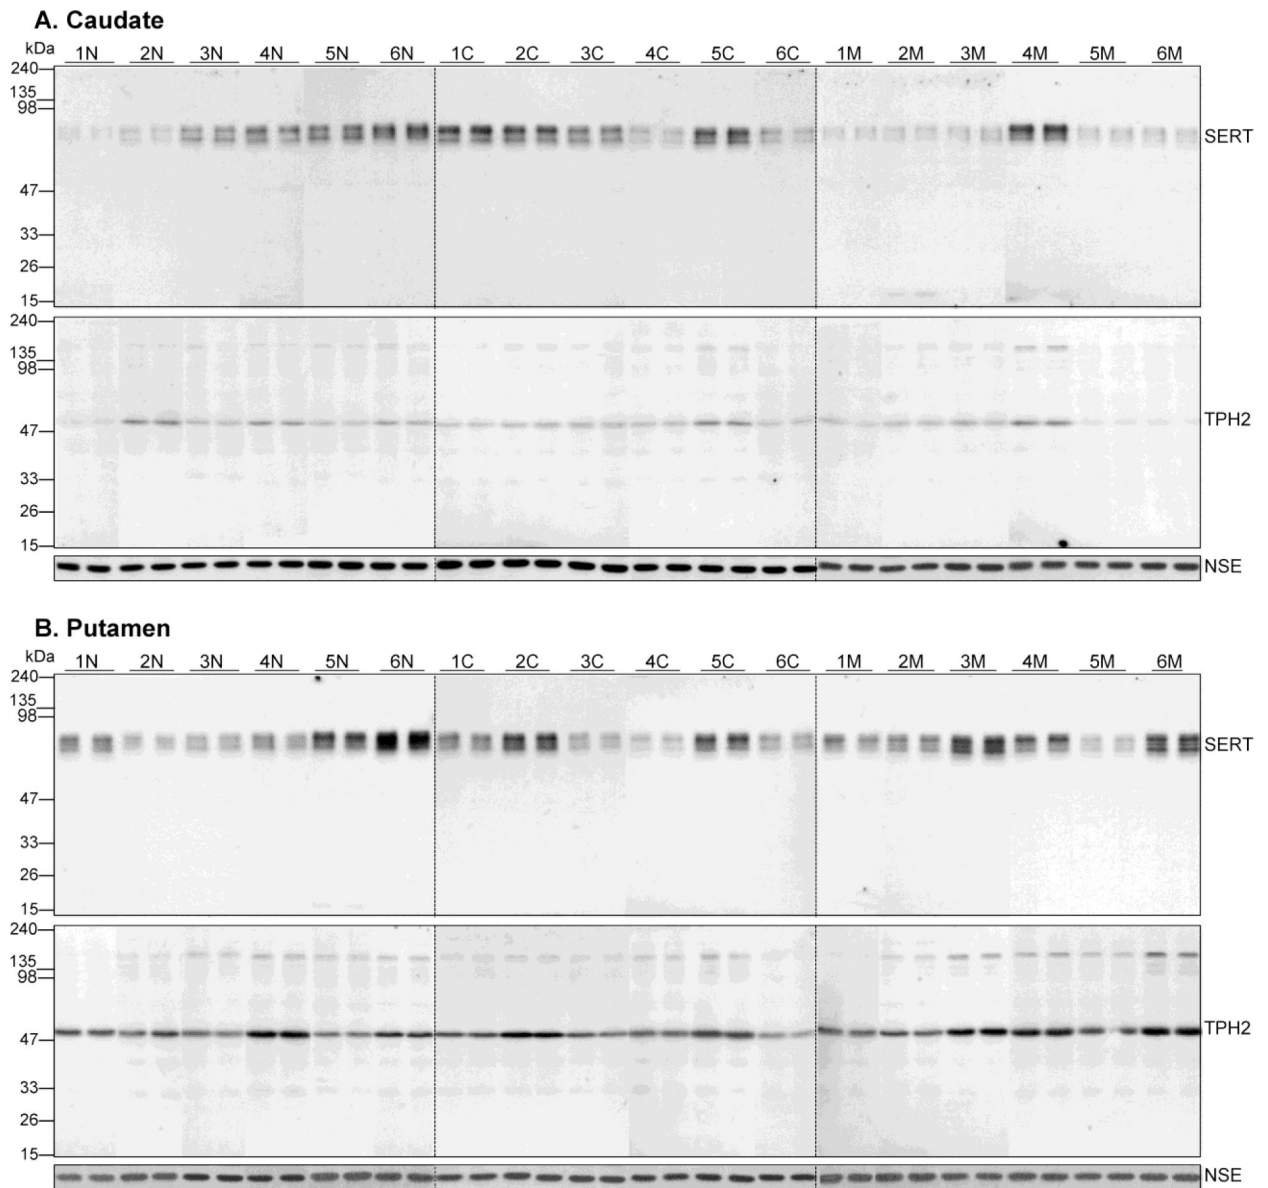 A. Caudate
kDa 1N 2N 3N 4N 5N 6N 1C 2C 3C 4C 5C 6C 1M 2M 3M 4M 5M 6M
240
135
98
SERT
47
33
26
15
240
135
98
TPH2
47
33
26
15
NSE
B. Putamen
kDa 1N 2N 3N 4N 5N 6N 1C 2C 3C 4C 5C 6C 1M 2M 3M 4M 5M 6M
240
135
98
SERT
47
33
26
15
240
135
98
TPH2
47
33
26
15
NSE